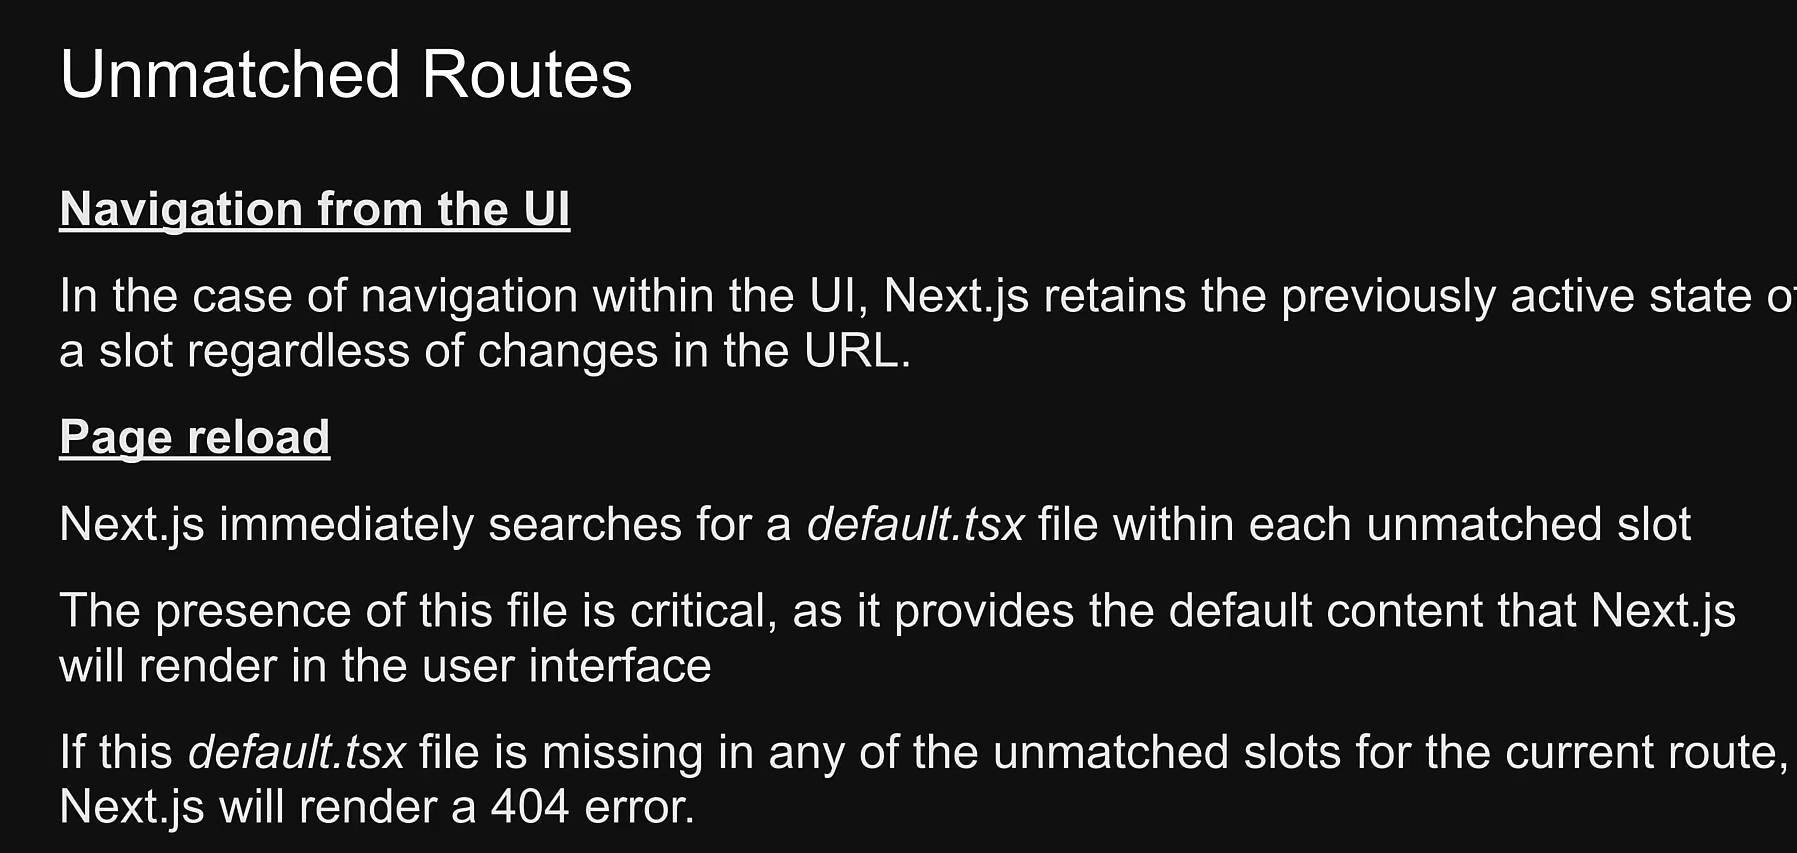 Unmatched Routes
Navigation from the UI
In the case of navigation within the UI, Next.js retains the previously active state of
a slot regardless of changes in the URL.
Page reload
Next.js immediately searches for a default.tsx file within each unmatched slot
The presence of this file is critical, as it provides the default content that Next.js
will render in the user interface
If this default.tsx file is missing in any of the unmatched slots for the current route,
Next.js will render a 404 error.